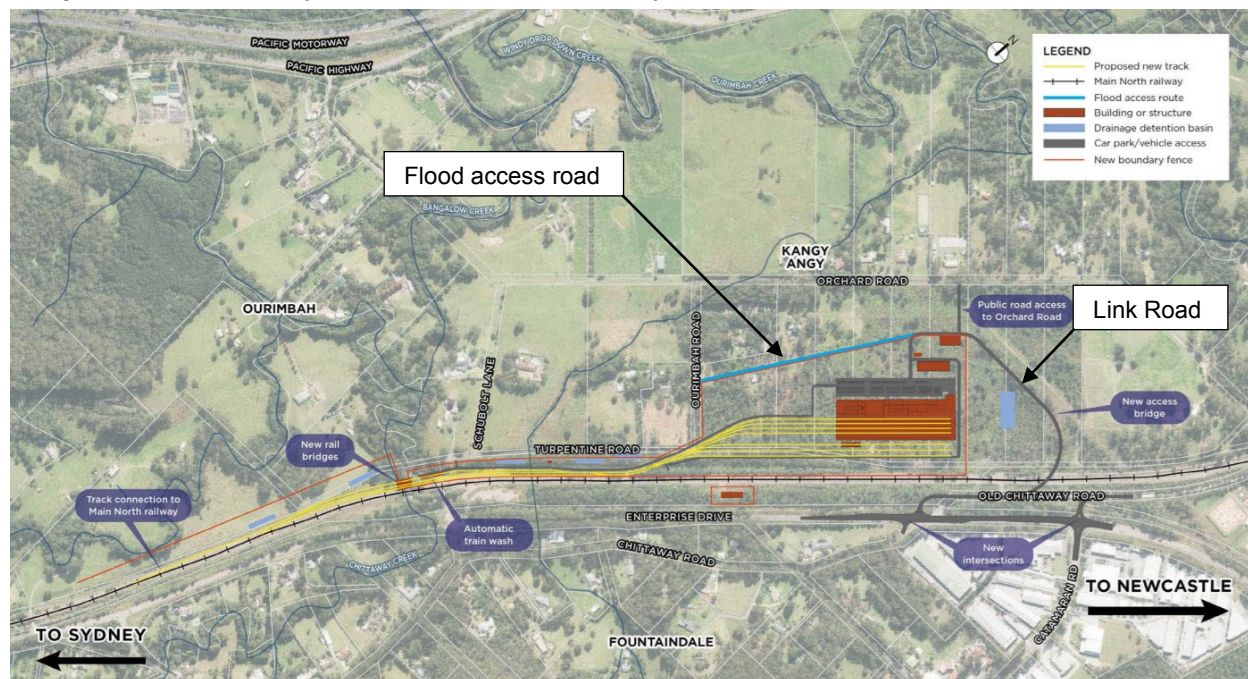 PACIFIC MOTORWAY
PACIFIC HIGHWAY
WINDY DROP DOWN CREEK
OURIMBAH CREEK
N
LEGEND
Proposed new track
Main North railway
Flood access route
Building or structure
Drainage detention basin
Car park/vehicle access
New boundary fence
Flood access road
BANGALOW CREEK
KANGY
ANGY
ORCHARD ROAD
OURIMBAH
Public road access
to Orchard Road
Link Road
OURIMBAH ROAD
SCHUBOLT LANE
New access
bridge
TURPENTINE ROAD
New rail
bridges
Track connection to
Main North railway
OLD CHITTAWAY ROAD
Automatic
train wash
ENTERPRISE DRIVE
CHITTAWAY ROAD
CHITTAWAY CREEK
New
intersections
CATAMARAN RD
TO NEWCASTLE
TO SYDNEY
FOUNTAINDALE